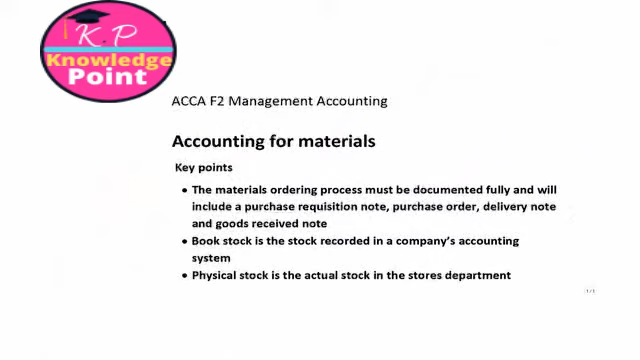 K.P
Knowledge
Point
ACCA F2 Management Accounting
Accounting for materials
Key points
• The materials ordering process must be documented fully and will
include a purchase requisition note, purchase order, delivery note
and goods received note
• Book stock is the stock recorded in a company's accounting
system
• Physical stock is the actual stock in the stores department